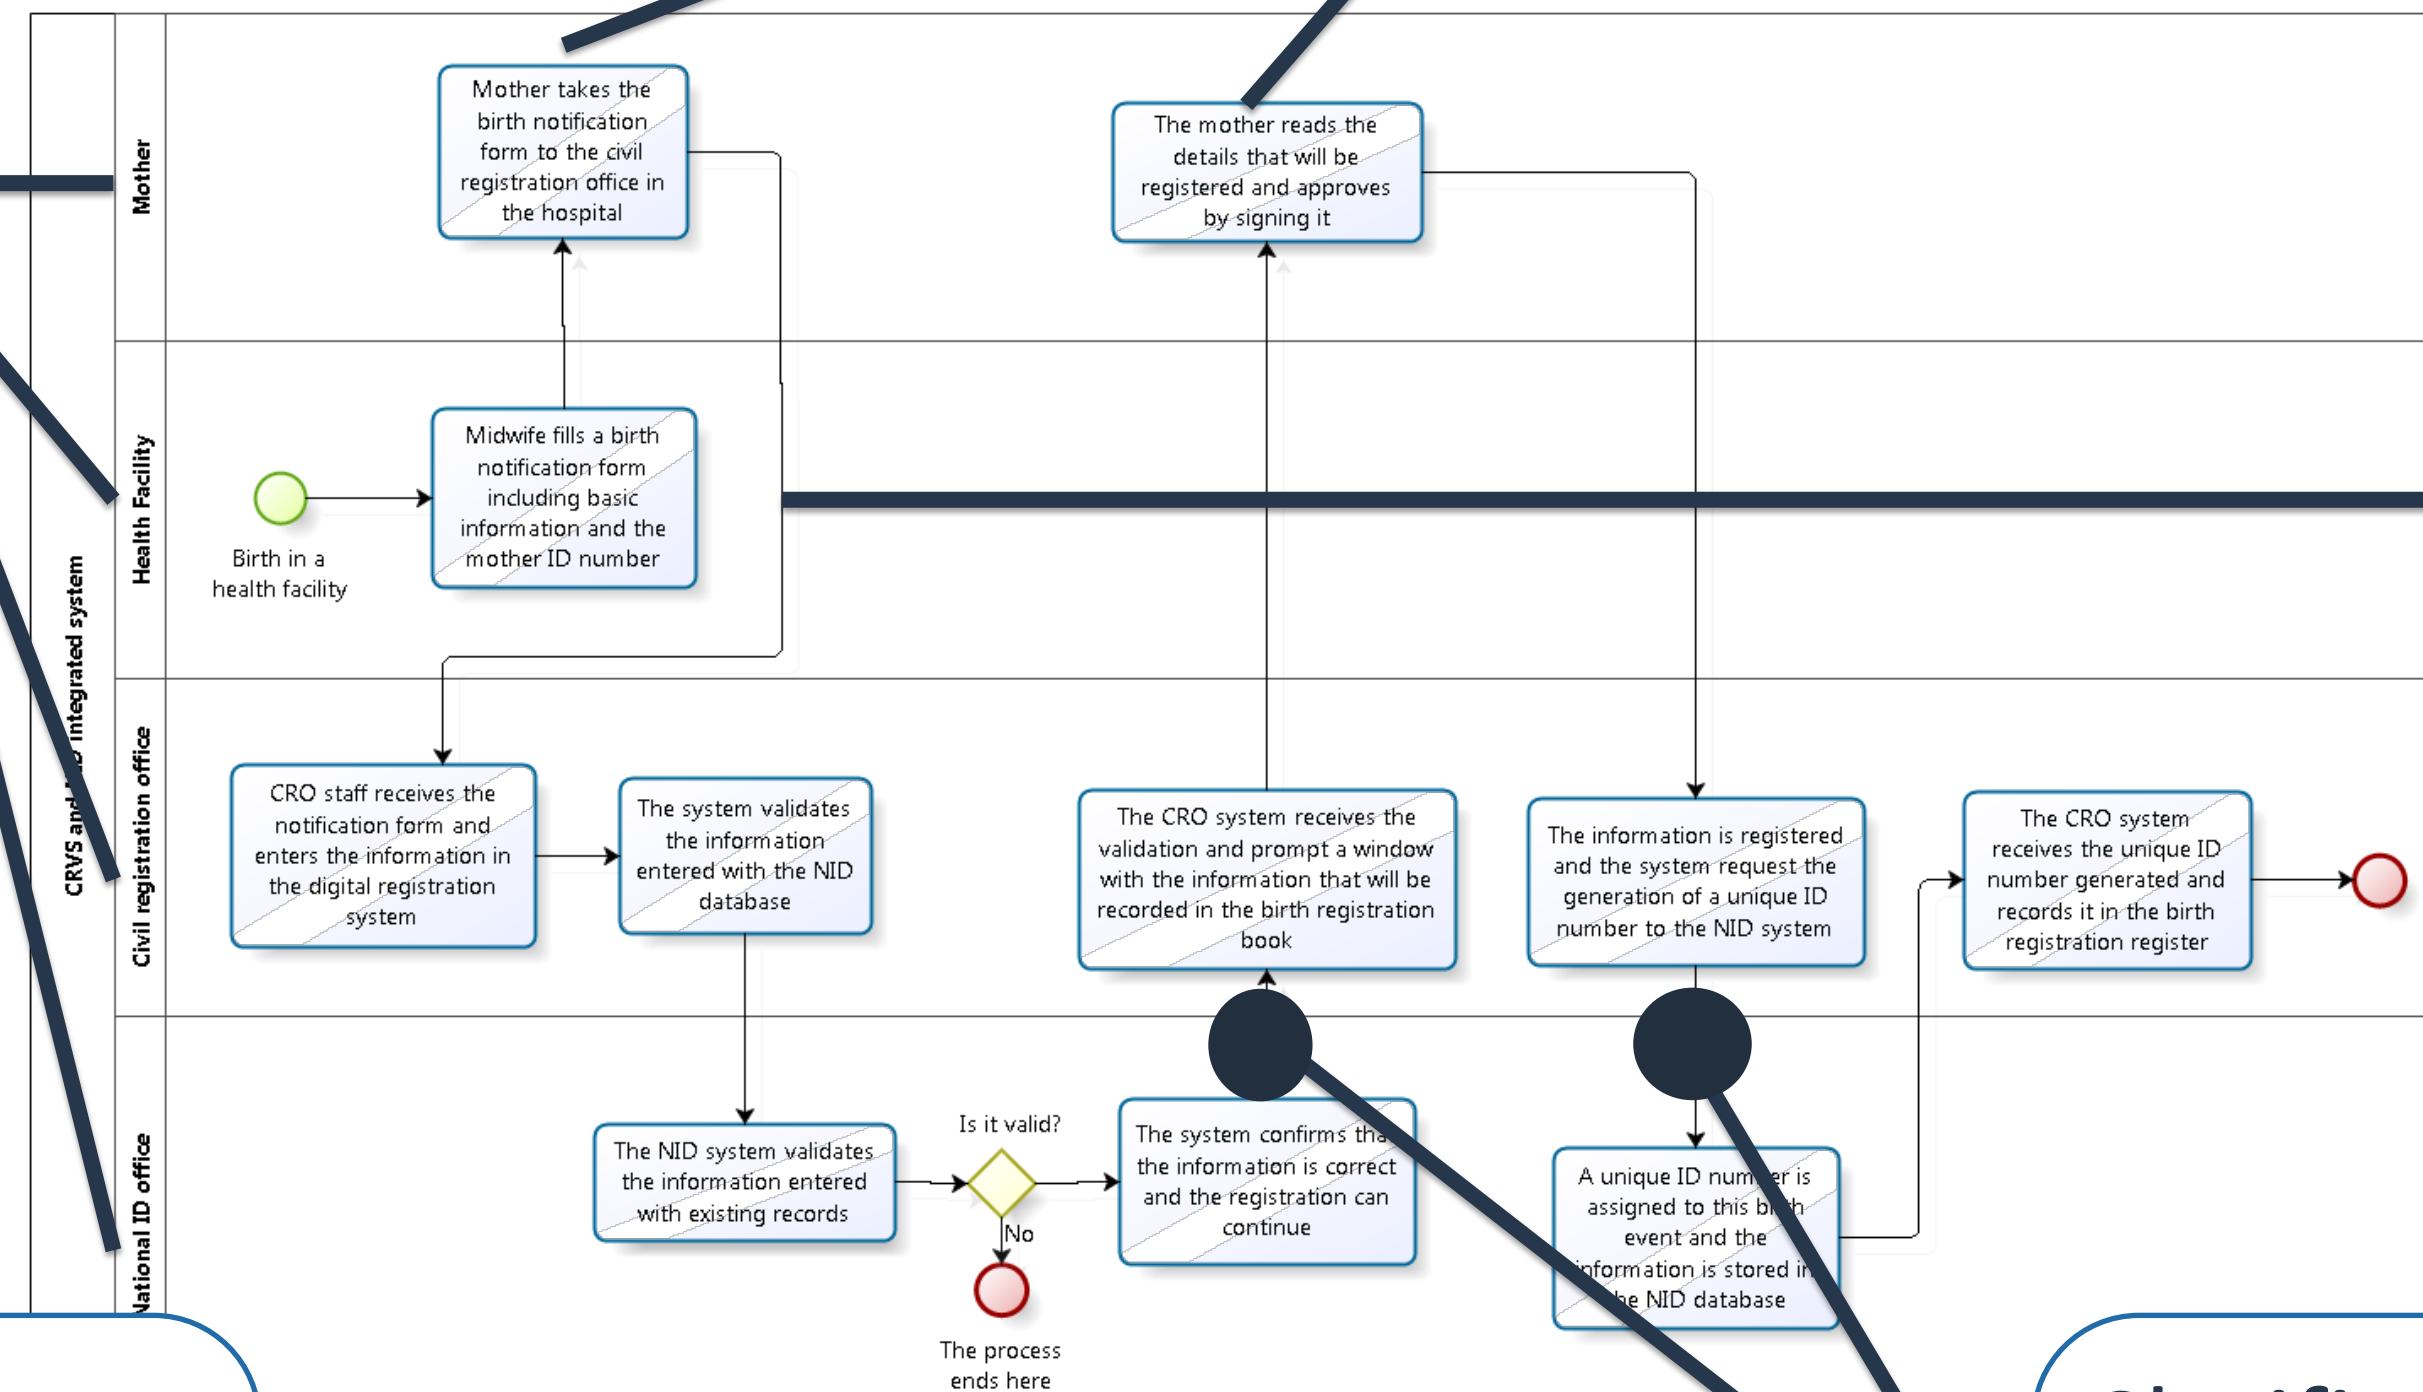 Mother takes the
birth notification
form to the civil
registration office in
the hospital
The mother reads the
details that will be
registered and approves
by signing it
Mother
Midwife fills a birth
notification form
including basic
information and the
mother ID number
Birth in a
health facility
Health Facility
CRVS and integrated system
CRO staff receives the
notification form and
enters the information in
the digital registration
system
The system validates
the information
entered with the NID
database
The CRO system receives the
validation and prompt a window
with the information that will be
recorded in the birth registration
book
The information is registered
and the system request the
generation of a unique ID
number to the NID system
The CRO system
receives the unique ID
number generated and
records it in the birth
registration register
Civil registration office
The NID system validates
the information entered
with existing records
Is it valid?
No
The process
ends here
The system confirms that
the information is correct
and the registration can
continue
A unique ID number is
assigned to this birth
event and the
information is stored in
the NID database
National ID office